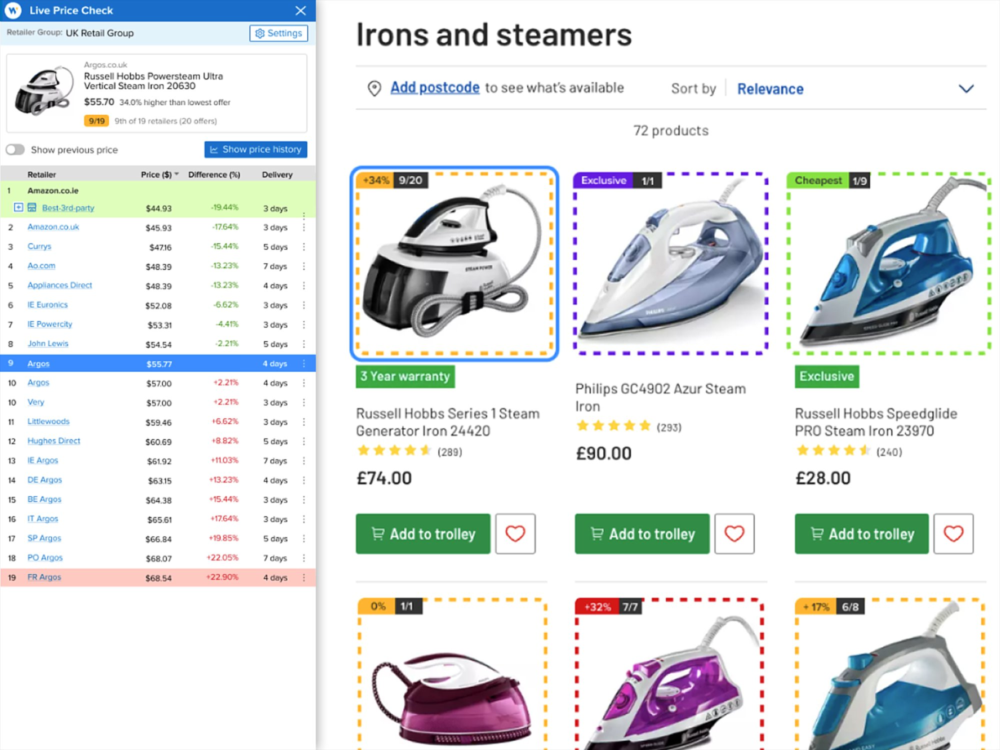 Live Price Check
Retailer Group: UK Retail Group
Settings
Argos.co.uk
Russell Hobbs Powersteam Ultra
Vertical Steam Iron 20630
$55.70 34.0% higher than lowest offer
9/19 9th of 19 retailers (20 offers)
Show previous price
Show price history
Retailer Price ($) Difference (%) Delivery
1 Amazon.co.ie
Best-3rd-party $44.93 -19.44% 3 days
2 Amazon.co.uk $45.93 -17.64% 3 days
3 Currys $47.16 -15.44% 5 days
4 Ao.com $48.39 -13.23% 7 days
5 Appliances Direct $48.39 -13.23% 4 days
6 IE Euronics $52.08 -6.62% 3 days
7 IE Powercity $53.31 -4.41% 3 days
8 John Lewis $54.54 -2.21% 5 days
9 Argos $55.77 4 days
10 Argos $57.00 +2.21% 4 days
10 Very $57.00 +2.21% 3 days
11 Littlewoods $59.46 +6.62% 3 days
12 Hughes Direct $60.69 +8.82% 5 days
13 IE Argos $61.92 +11.03% 7 days
14 DE Argos $63.15 +13.23% 4 days
15 BE Argos $64.38 +15.44% 3 days
16 IT Argos $65.61 +17.64% 3 days
17 SP Argos $66.84 +19.85% 5 days
18 PO Argos $68.07 +22.05% 7 days
19 FR Argos $68.54 +22.90% 4 days
Irons and steamers
Add postcode to see what's available
Sort by Relevance
72 products
+34% 9/20
STEAM POWER
3 Year warranty
Russell Hobbs Series 1 Steam
Generator Iron 24420
(289)
£74.00
Add to trolley
Exclusive 1/1
PHILIPS
Philips GC4902 Azur Steam
Iron
(293)
£90.00
Add to trolley
Cheapest 1/9
Russell Hobbs
Exclusive
Russell Hobbs Speedglide
PRO Steam Iron 23970
(240)
£28.00
Add to trolley
0% 1/1
+32% 7/7
Russell Hobbs
+ 17% 6/8
Russell Hobbs